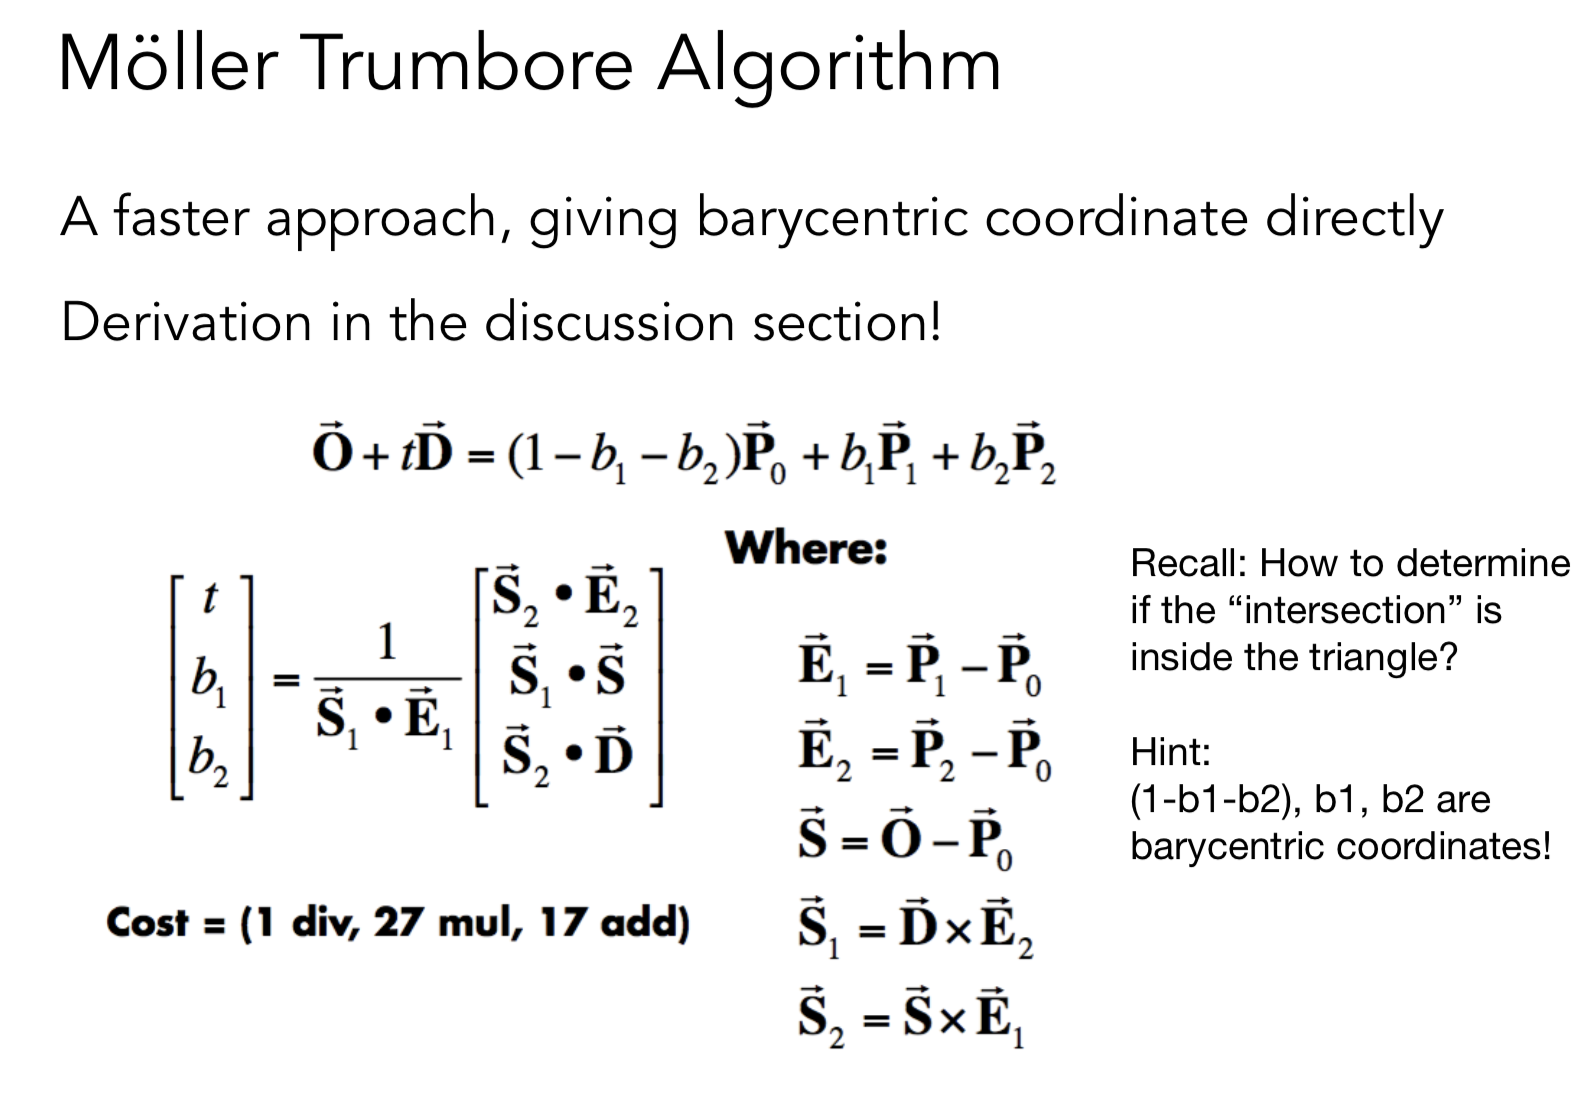 Möller Trumbore Algorithm
A faster approach, giving barycentric coordinate directly
Derivation in the discussion section!
$\vec{\mathbf{O}} + t\vec{\mathbf{D}} = (1 - b_1 - b_2)\vec{\mathbf{P}}_0 + b_1\vec{\mathbf{P}}_1 + b_2\vec{\mathbf{P}}_2$
$\begin{bmatrix} t \\ b_1 \\ b_2 \end{bmatrix} = \frac{1}{\vec{\mathbf{S}}_1 \bullet \vec{\mathbf{E}}_1} \begin{bmatrix} \vec{\mathbf{S}}_2 \bullet \vec{\mathbf{E}}_2 \\ \vec{\mathbf{S}}_1 \bullet \vec{\mathbf{S}} \\ \vec{\mathbf{S}}_2 \bullet \vec{\mathbf{D}} \end{bmatrix}$
Cost = (1 div, 27 mul, 17 add)
Where:
$\vec{\mathbf{E}}_1 = \vec{\mathbf{P}}_1 - \vec{\mathbf{P}}_0$
$\vec{\mathbf{E}}_2 = \vec{\mathbf{P}}_2 - \vec{\mathbf{P}}_0$
$\vec{\mathbf{S}} = \vec{\mathbf{O}} - \vec{\mathbf{P}}_0$
$\vec{\mathbf{S}}_1 = \vec{\mathbf{D}} \times \vec{\mathbf{E}}_2$
$\vec{\mathbf{S}}_2 = \vec{\mathbf{S}} \times \vec{\mathbf{E}}_1$
Recall: How to determine
if the “intersection” is
inside the triangle?
Hint:
(1-b1-b2), b1, b2 are
barycentric coordinates!